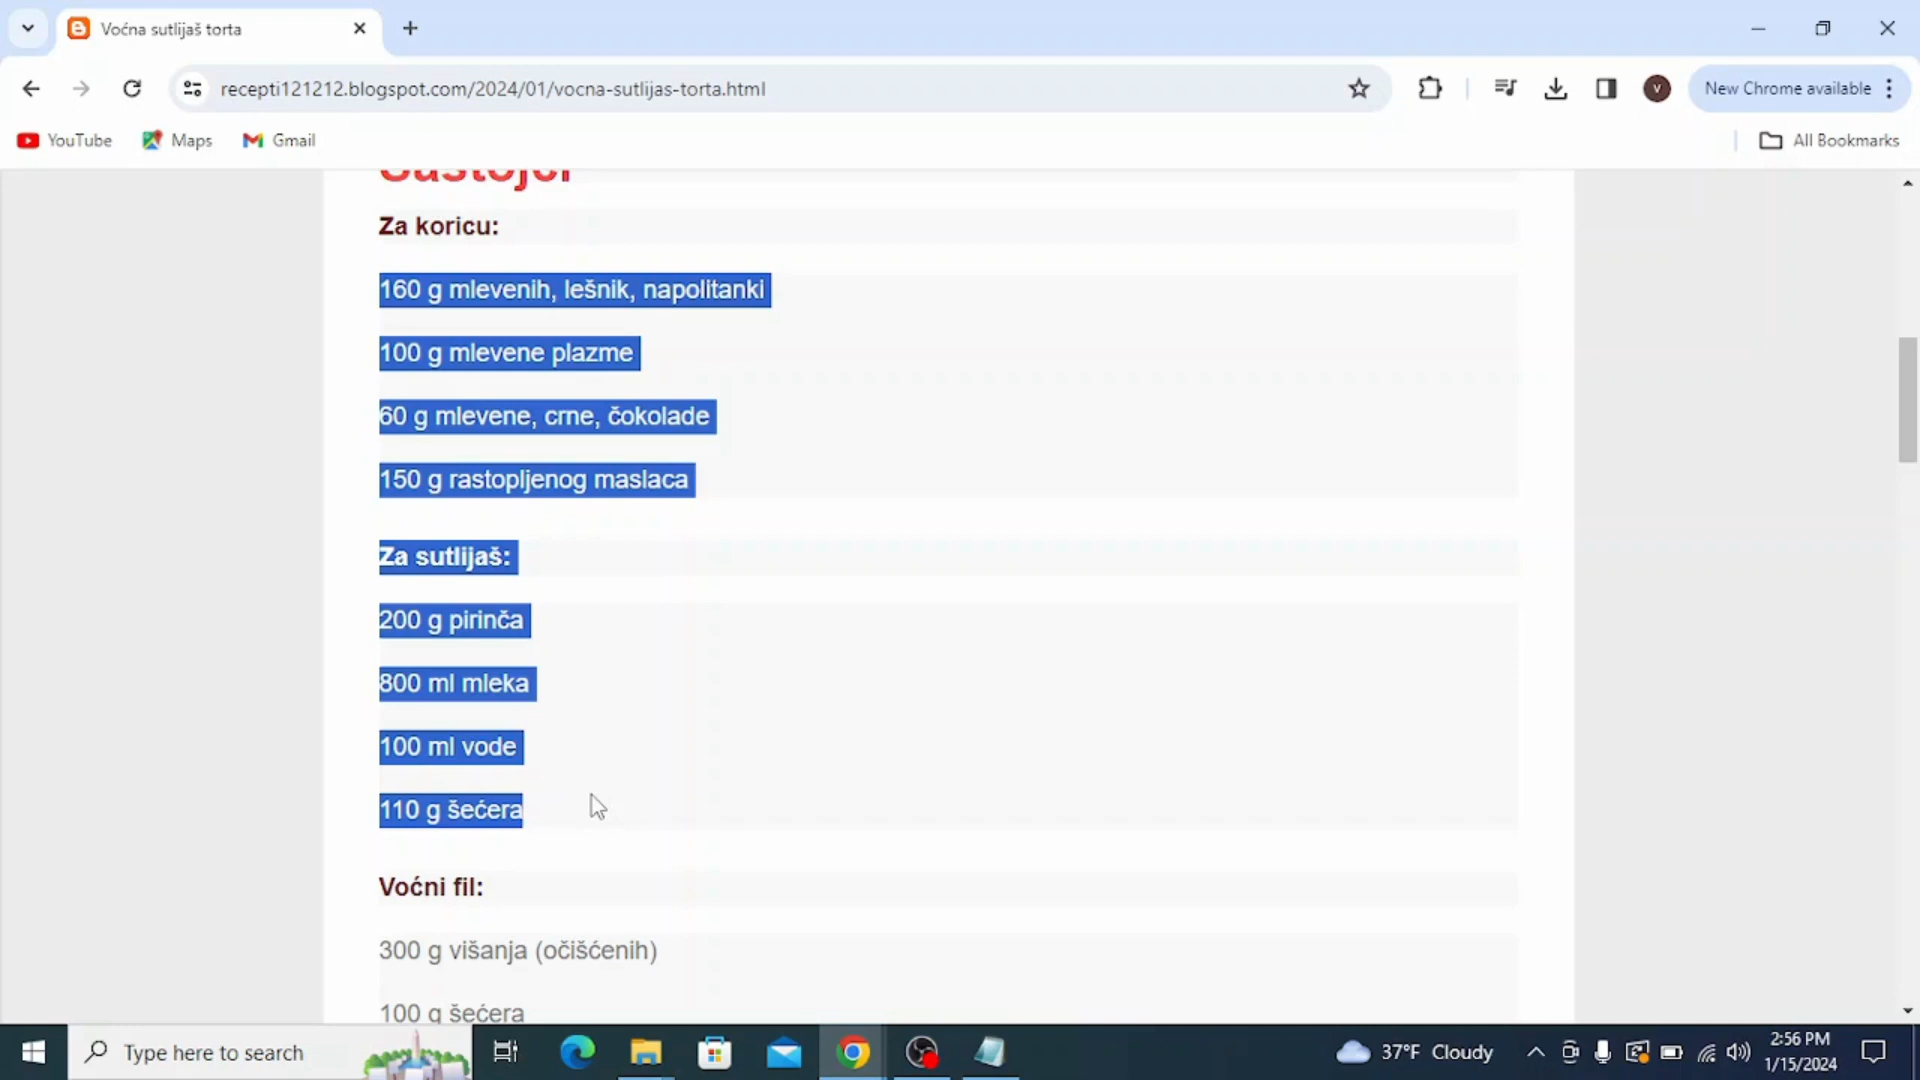 Voćna sutlijaš torta
recepti121212.blogspot.com/2024/01/vocna-sutlijas-torta.html
V
New Chrome available
YouTube
Maps
Gmail
All Bookmarks
Sastojci
Za koricu:
160 g mlevenih, lešnik, napolitanki
100 g mlevene plazme
60 g mlevene, crne, čokolade
150 g rastopljenog maslaca
Za sutlijaš:
200 g pirinča
800 ml mleka
100 ml vode
110 g šećera
Voćni fil:
300 g višanja (očišćenih)
100 g šećera
Type here to search
37°F Cloudy
2:56 PM
1/15/2024